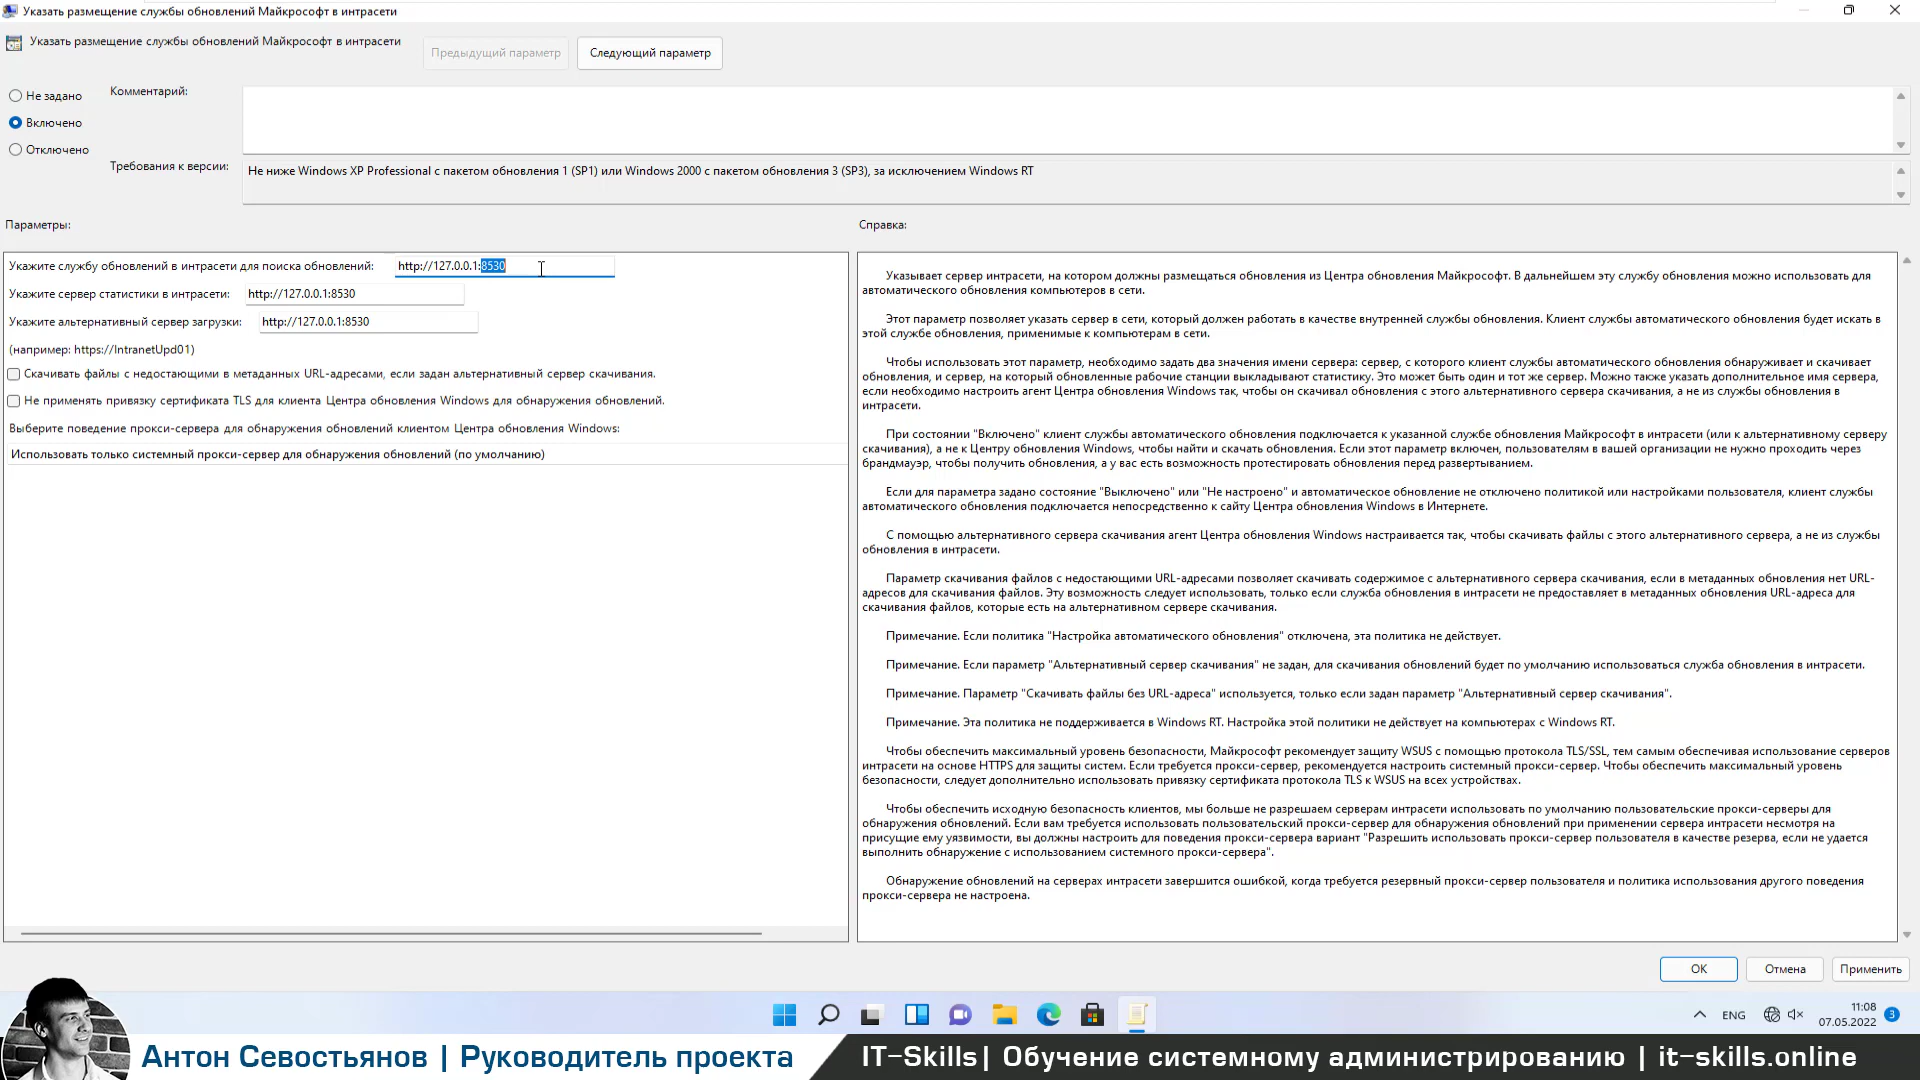 Указать размещение службы обновлений Майкрософт в интрасети
Указать размещение службы обновлений Майкрософт в интрасети
Предыдущий параметр
Следующий параметр
Не задано
Включено
Отключено
Комментарий:
Требования к версии:
Не ниже Windows XP Professional с пакетом обновления 1 (SP1) или Windows 2000 с пакетом обновления 3 (SP3), за исключением Windows RT
Параметры:
Укажите службу обновлений в интрасети для поиска обновлений: http://127.0.0.1:8530
Укажите сервер статистики в интрасети: http://127.0.0.1:8530
Укажите альтернативный сервер загрузки: http://127.0.0.1:8530
(например: https://IntranetUpd01)
Скачивать файлы с недостающими в метаданных URL-адресами, если задан альтернативный сервер скачивания.
Не применять привязку сертификата TLS для клиента Центра обновления Windows для обнаружения обновлений.
Выберите поведение прокси-сервера для обнаружения обновлений клиентом Центра обновления Windows:
Использовать только системный прокси-сервер для обнаружения обновлений (по умолчанию)
Справка:
Указывает сервер интрасети, на котором должны размещаться обновления из Центра обновления Майкрософт. В дальнейшем эту службу обновления можно использовать для
автоматического обновления компьютеров в сети.
Этот параметр позволяет указать сервер в сети, который должен работать в качестве внутренней службы обновления. Клиент службы автоматического обновления будет искать в
этой службе обновления, применимые к компьютерам в сети.
Чтобы использовать этот параметр, необходимо задать два значения имени сервера: сервер, с которого клиент службы автоматического обновления обнаруживает и скачивает
обновления, и сервер, на который обновленные рабочие станции выкладывают статистику. Это может быть один и тот же сервер. Можно также указать дополнительное имя сервера,
если необходимо настроить агент Центра обновления Windows так, чтобы он скачивал обновления с этого альтернативного сервера скачивания, а не из службы обновления в
интрасети.
При состоянии "Включено" клиент службы автоматического обновления подключается к указанной службе обновления Майкрософт в интрасети (или к альтернативному серверу
скачивания), а не к Центру обновления Windows, чтобы найти и скачать обновления. Если этот параметр включен, пользователям в вашей организации не нужно проходить через
брандмауэр, чтобы получить обновления, а у вас есть возможность протестировать обновления перед развертыванием.
Если для параметра задано состояние "Выключено" или "Не настроено" и автоматическое обновление не отключено политикой или настройками пользователя, клиент службы
автоматического обновления подключается непосредственно к сайту Центра обновления Windows в Интернете.
С помощью альтернативного сервера скачивания агент Центра обновления Windows настраивается так, чтобы скачивать файлы с этого альтернативного сервера, а не из службы
обновления в интрасети.
Параметр скачивания файлов с недостающими URL-адресами позволяет скачивать содержимое с альтернативного сервера скачивания, если в метаданных обновления нет URL-
адресов для скачивания файлов. Эту возможность следует использовать, только если служба обновления в интрасети не предоставляет в метаданных обновления URL-адреса для
скачивания файлов, которые есть на альтернативном сервере скачивания.
Примечание. Если политика "Настройка автоматического обновления" отключена, эта политика не действует.
Примечание. Если параметр "Альтернативный сервер скачивания" не задан, для скачивания обновлений будет по умолчанию использоваться служба обновления в интрасети.
Примечание. Параметр "Скачивать файлы без URL-адреса" используется, только если задан параметр "Альтернативный сервер скачивания".
Примечание. Эта политика не поддерживается в Windows RT. Настройка этой политики не действует на компьютерах с Windows RT.
Чтобы обеспечить максимальный уровень безопасности, Майкрософт рекомендует защиту WSUS с помощью протокола TLS/SSL, тем самым обеспечивая использование серверов
интрасети на основе HTTPS для защиты систем. Если требуется прокси-сервер, рекомендуется настроить системный прокси-сервер. Чтобы обеспечить максимальный уровень
безопасности, следует дополнительно использовать привязку сертификата протокола TLS к WSUS на всех устройствах.
Чтобы обеспечить исходную безопасность клиентов, мы больше не разрешаем серверам интрасети использовать по умолчанию пользовательские прокси-серверы для
обнаружения обновлений. Если вам требуется использовать пользовательский прокси-сервер для обнаружения обновлений при применении сервера интрасети несмотря на
присущие ему уязвимости, вы должны настроить для поведения прокси-сервера вариант "Разрешить использовать прокси-сервер пользователя в качестве резерва, если не удается
выполнить обнаружение с использованием системного прокси-сервера".
Обнаружение обновлений на серверах интрасети завершится ошибкой, когда требуется резервный прокси-сервер пользователя и политика использования другого поведения
прокси-сервера не настроена.
ОК
Отмена
Применить
ENG
11:08
07.05.2022
3
Антон Севостьянов | Руководитель проекта
IT-Skills| Обучение системному администрированию | it-skills.online